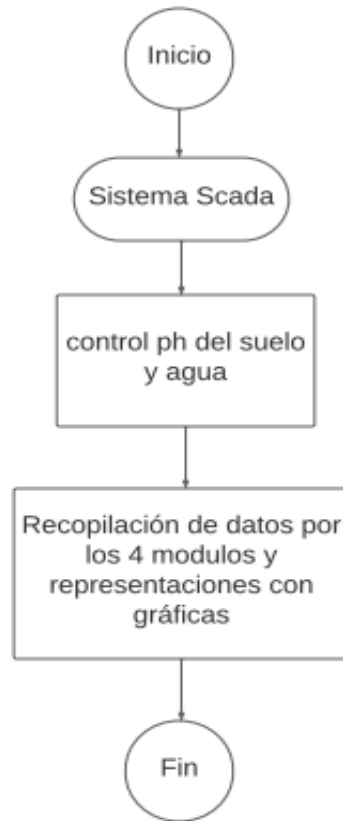 Inicio
Sistema Scada
control ph del suelo
y agua
Recopilación de datos por
los 4 modulos y
representaciones con
gráficas
Fin